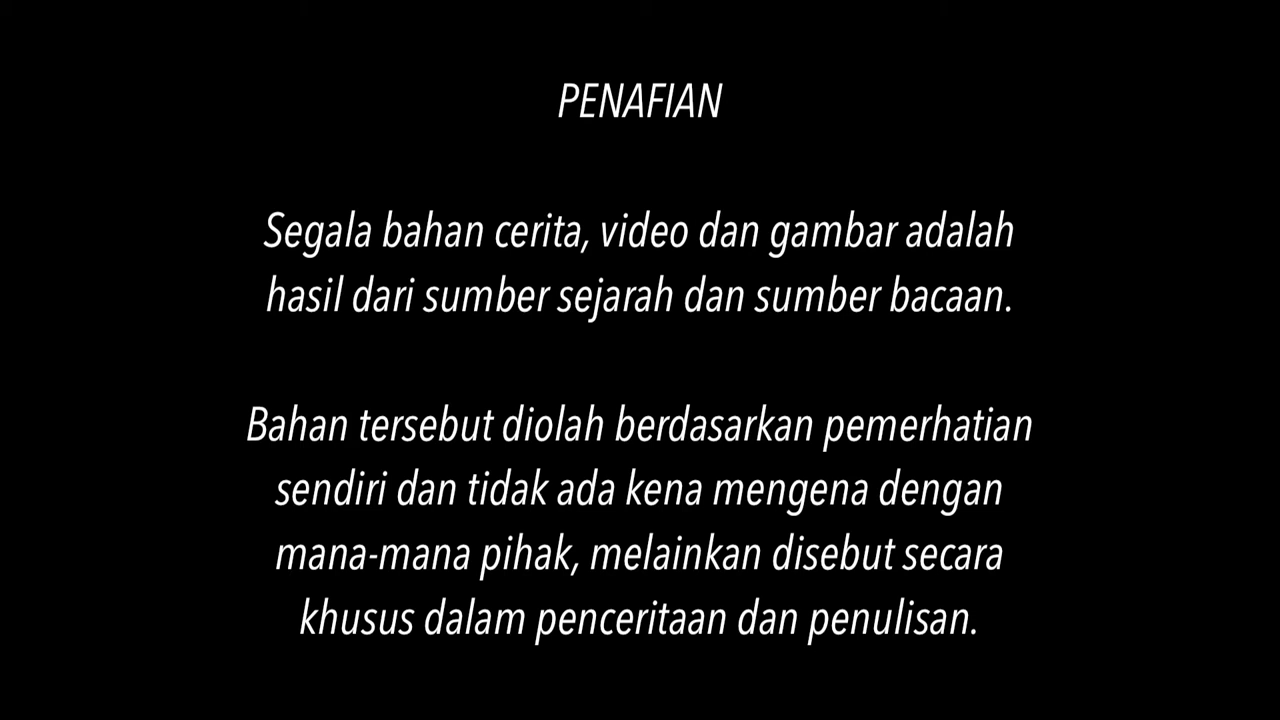 PENAFIAN
Segala bahan cerita, video dan gambar adalah
hasil dari sumber sejarah dan sumber bacaan.
Bahan tersebut diolah berdasarkan pemerhatian
sendiri dan tidak ada kena mengena dengan
mana-mana pihak, melainkan disebut secara
khusus dalam penceritaan dan penulisan.